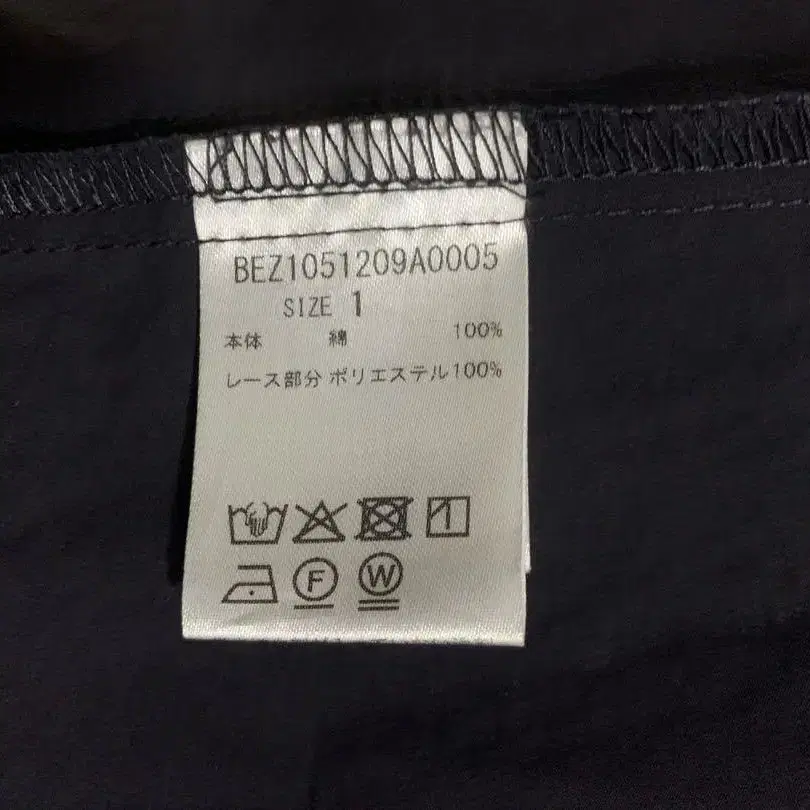 BEZ1051209A0005
SIZE 1
本体 綿 100%
レース部分 ポリエステル100%
F W